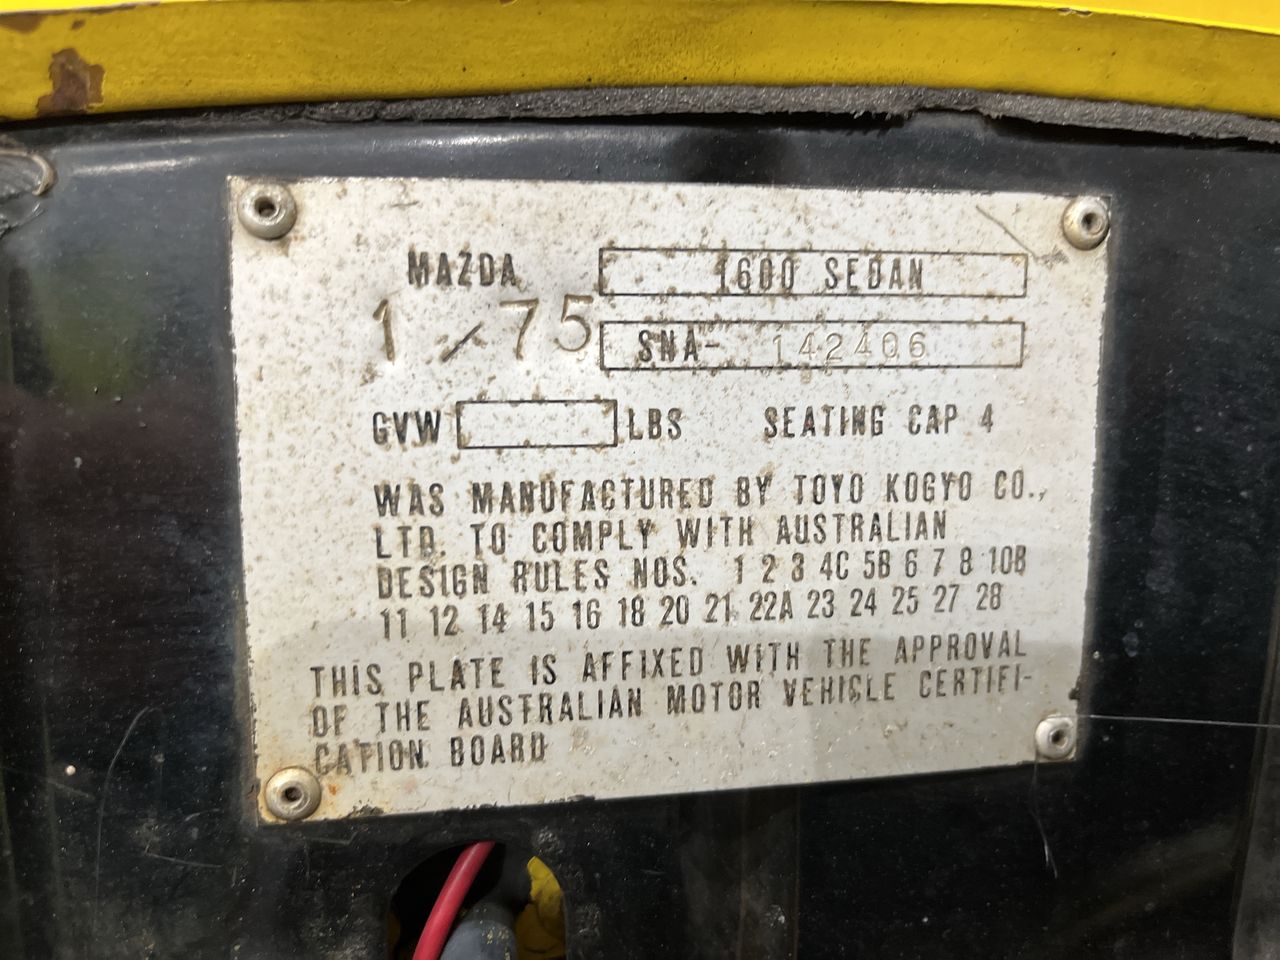 MAZDA 1600 SEDAN
1/75 SNA- 142406
GVW LBS SEATING CAP 4
WAS MANUFACTURED BY TOYO KOGYO CO.,
LTD. TO COMPLY WITH AUSTRALIAN
DESIGN RULES NOS. 1 2 3 4C 5B 6 7 8 10B
11 12 14 15 16 18 20 21 22A 23 24 25 27 28
THIS PLATE IS AFFIXED WITH THE APPROVAL
OF THE AUSTRALIAN MOTOR VEHICLE CERTIFI-
CATION BOARD